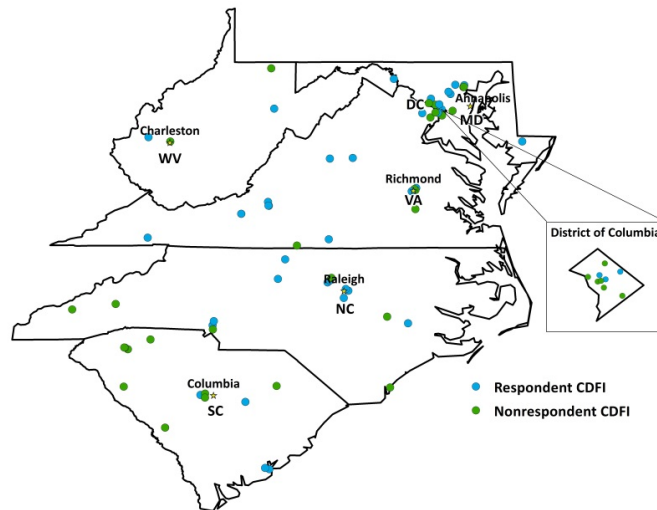 Annapolis
DC
MD
Charleston
WV
Richmond
VA
District of Columbia
Raleigh
NC
Columbia
SC
Respondent CDFI
Nonrespondent CDFI